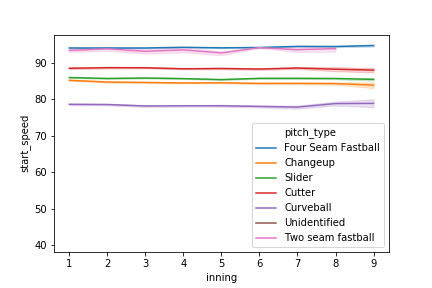 90
80
70
60
50
40
start_speed
1 2 3 4 5 6 7 8 9
inning
pitch_type
Four Seam Fastball
Changeup
Slider
Cutter
Curveball
Unidentified
Two seam fastball